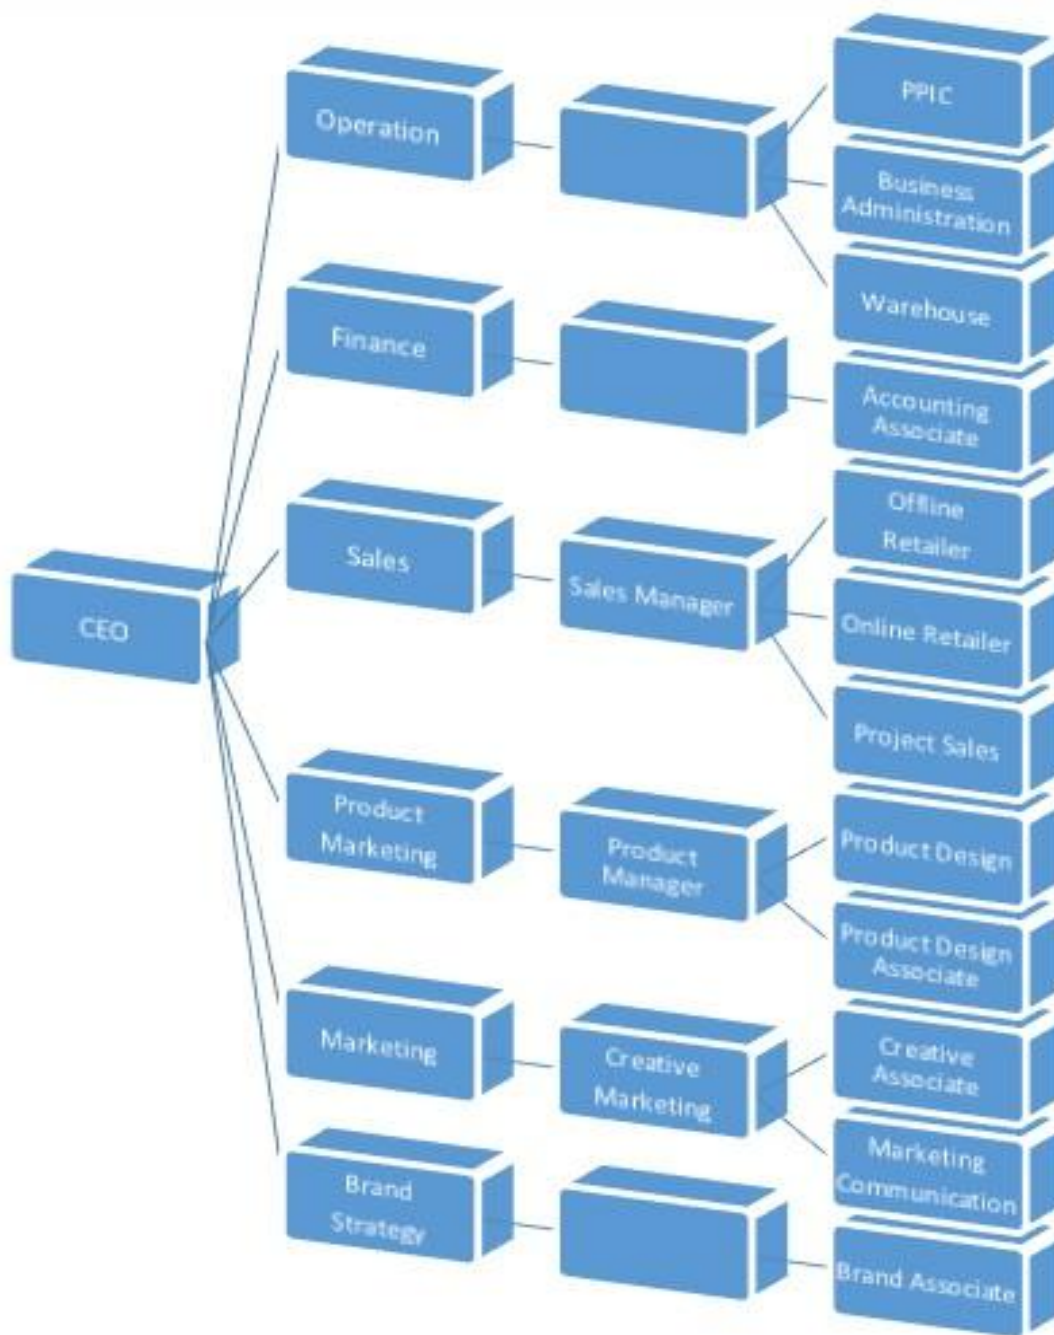 CEO
Operation
PPIC
Business
Administration
Warehouse
Finance
Accounting
Associate
Sales
Sales Manager
Offline
Retailer
Online Retailer
Project Sales
Product
Marketing
Product
Manager
Product Design
Product Design
Associate
Marketing
Creative
Marketing
Creative
Associate
Marketing
Communication
Brand
Strategy
Brand Associate